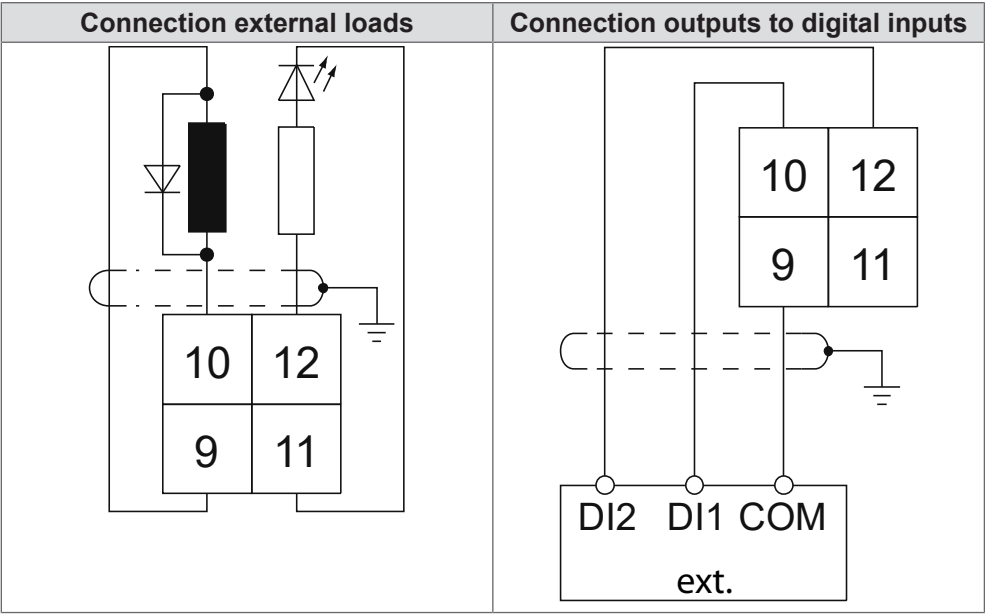 Connection external loads
Connection outputs to digital inputs
10 12
9 11
10 12
9 11
DI2 DI1 COM
ext.